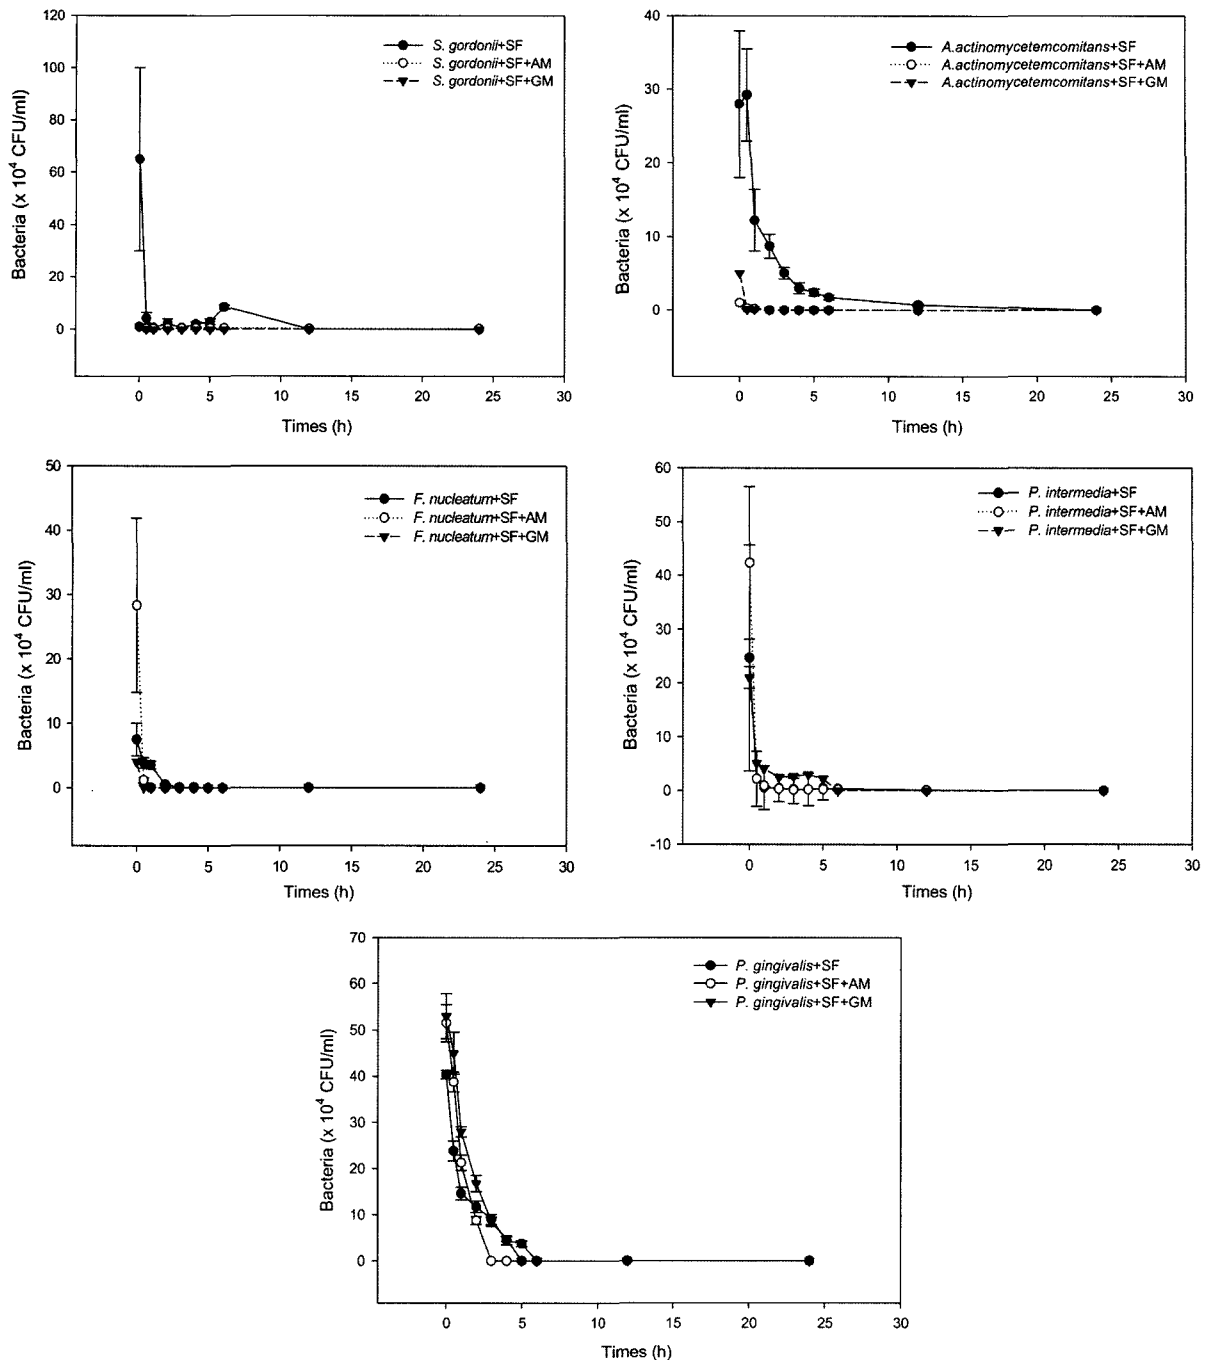 120
100
80
60
40
20
0
Bacteria (x 10⁴ CFU/ml)
S. gordonii+SF
S. gordonii+SF+AM
S. gordonii+SF+GM
0 5 10 15 20 25 30
Times (h)
40
30
20
10
0
Bacteria (x 10⁴ CFU/ml)
A.actinomycetemcomitans+SF
A.actinomycetemcomitans+SF+AM
A.actinomycetemcomitans+SF+GM
0 5 10 15 20 25 30
Times (h)
50
40
30
20
10
0
Bacteria (x 10⁴ CFU/ml)
F. nucleatum+SF
F. nucleatum+SF+AM
F. nucleatum+SF+GM
0 5 10 15 20 25 30
Times (h)
60
50
40
30
20
10
0
-10
Bacteria (x 10⁴ CFU/ml)
P. intermedia+SF
P. intermedia+SF+AM
P. intermedia+SF+GM
0 5 10 15 20 25 30
Times (h)
70
60
50
40
30
20
10
0
Bacteria (x 10⁴ CFU/ml)
P. gingivalis+SF
P. gingivalis+SF+AM
P. gingivalis+SF+GM
0 5 10 15 20 25 30
Times (h)